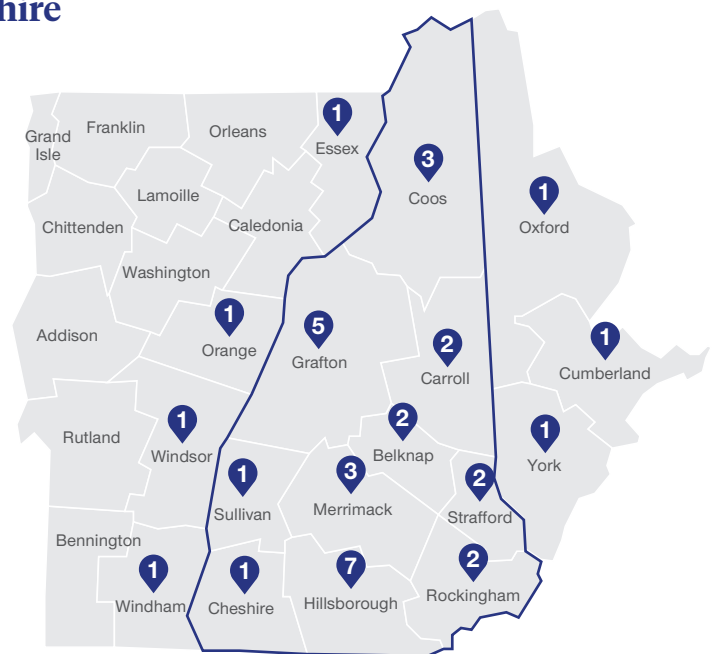 hire
1
Essex
Grand
Isle
Franklin
Orleans
3
Coos
Lamoille
1
Oxford
Chittenden
Caledonia
Washington
1
Orange
5
Grafton
Addison
2
Carroll
1
Cumberland
1
Windsor
2
Belknap
1
York
Rutland
1
Sullivan
3
Merrimack
2
Strafford
Bennington
1
Windham
1
Cheshire
7
Hillsborough
2
Rockingham